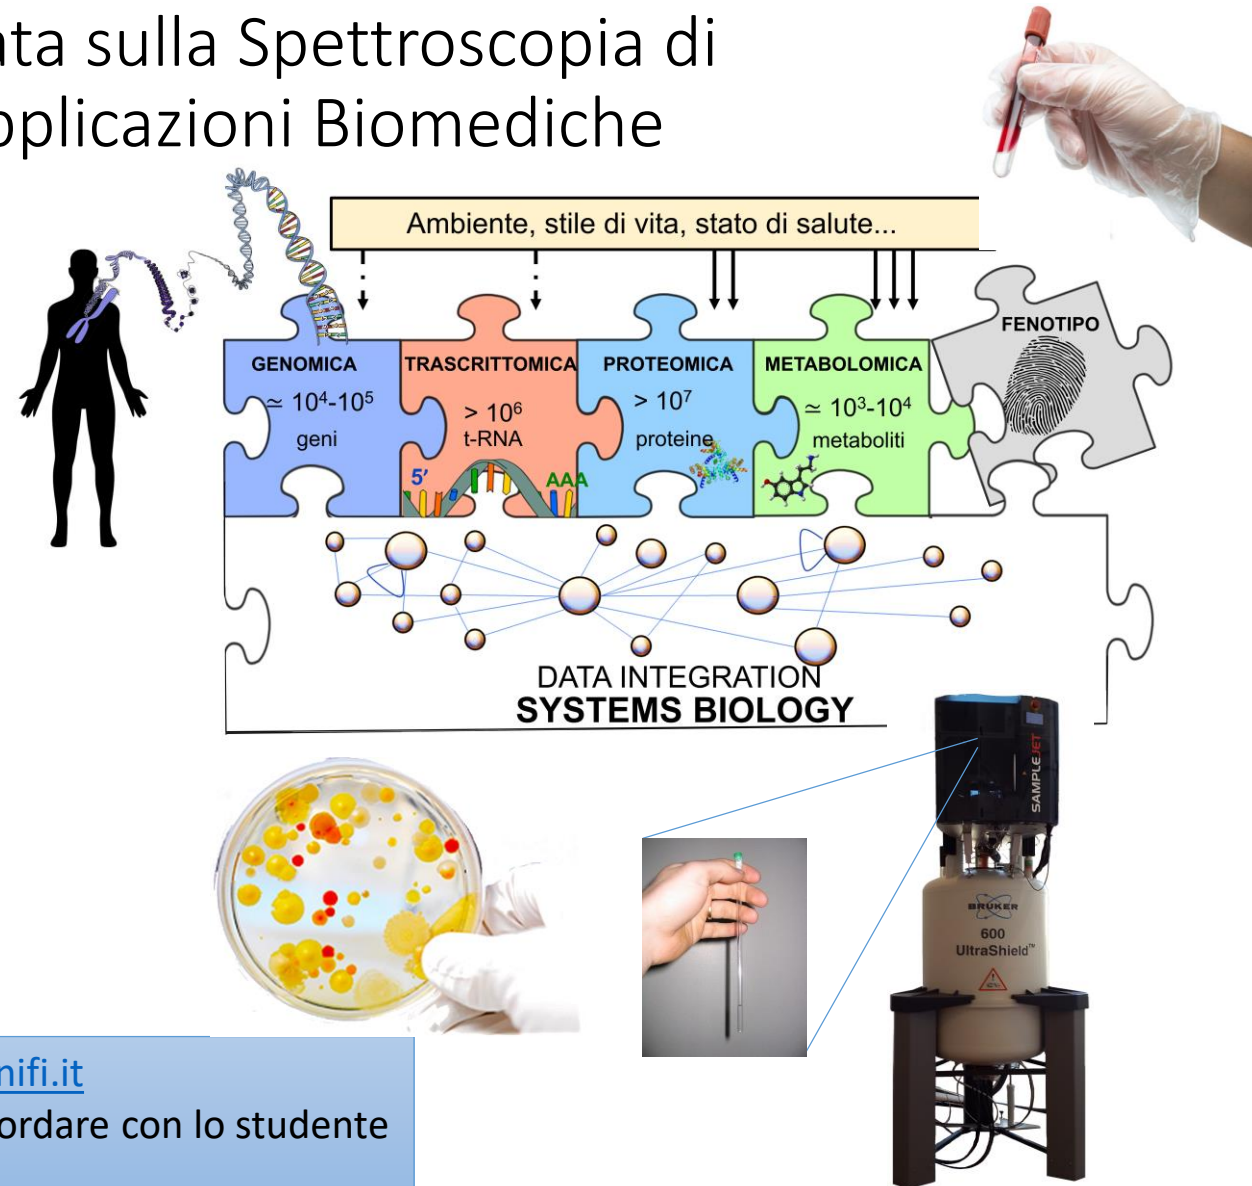 ata sulla Spettroscopia di
pplicazioni Biomediche
Ambiente, stile di vita, stato di salute...
GENOMICA
≃ 10⁴-10⁵
geni
TRASCRITTOMICA
> 10⁶
t-RNA
5′
AAA
PROTEOMICA
> 10⁷
proteine
METABOLOMICA
≃ 10³-10⁴
metaboliti
FENOTIPO
DATA INTEGRATION
SYSTEMS BIOLOGY
SAMPLEJET
BRUKER
600
UltraShield™
nifi.it
ordare con lo studente